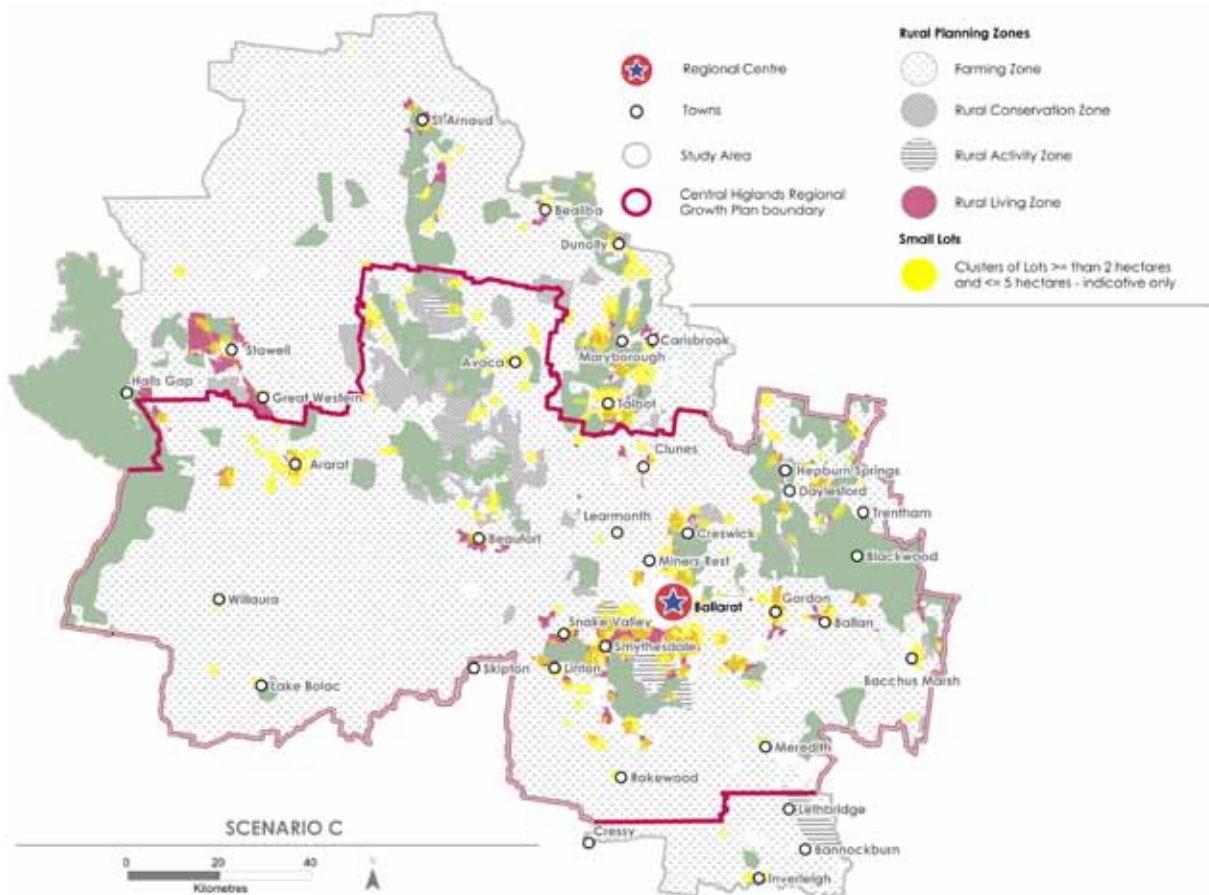 Regional Centre
Towns
Study Area
Central Higlands Regional
Growth Plan boundary
Rural Planning Zones
Farming Zone
Rural Conservation Zone
Rural Activity Zone
Rural Living Zone
Small Lots
Clusters of Lots >= than 2 hectares
and <= 5 hectares - indicative only
St Arnaud
Bealiba
Dunolly
Stawell
Avoca
Maryborough
Carisbrook
Halls Gap
Great Western
Talbot
Ararat
Clunes
Hepburn Springs
Daylesford
Trentham
Learmonth
Creswick
Beaufort
Miners Rest
Blackwood
Willaura
Ballarat
Gordon
Snake Valley
Ballan
Smythesdale
Skipton
Linton
Bacchus Marsh
Lake Bolac
Meredith
Rokewood
Lethbridge
Cressy
Bannockburn
Inverleigh
SCENARIO C
0 20 40
Kilometres